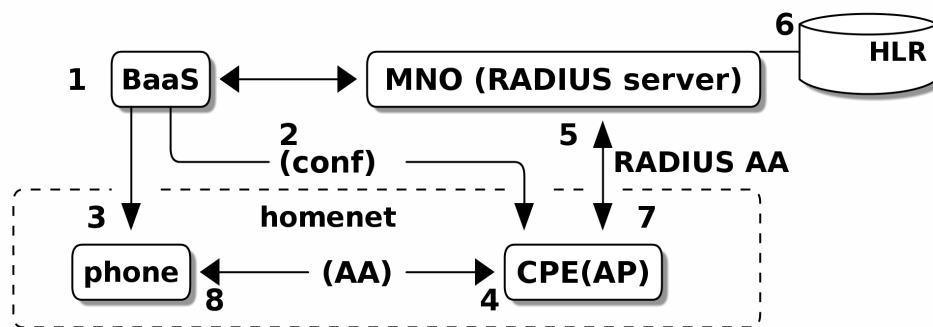 6
HLR
1
BaaS
MNO (RADIUS server)
2
(conf)
5
RADIUS AA
3
homenet
7
phone
(AA)
CPE(AP)
8
4